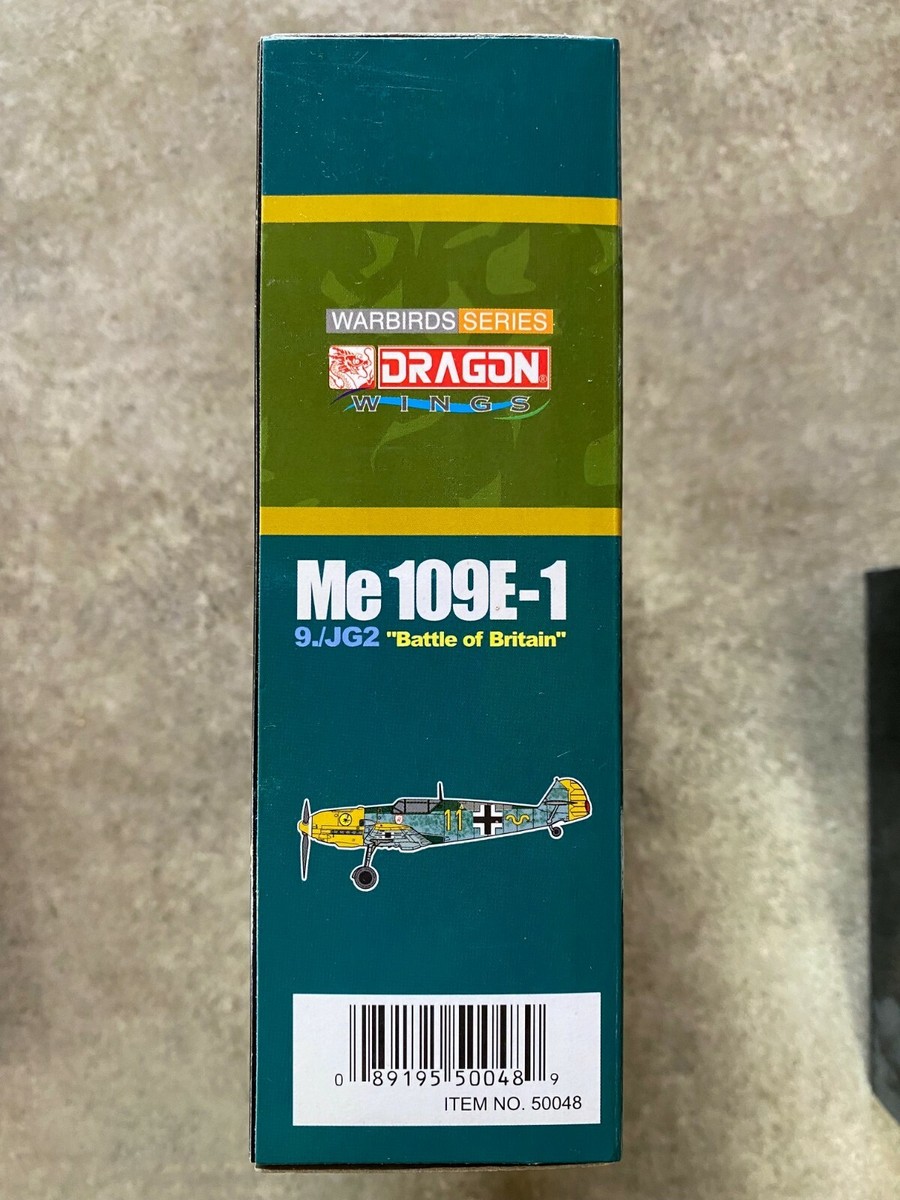 WARBIRDS SERIES
DRAGON®
WINGS
Me 109E-1
9./JG2 "Battle of Britain"
11
0 89195 50048 9
ITEM NO. 50048